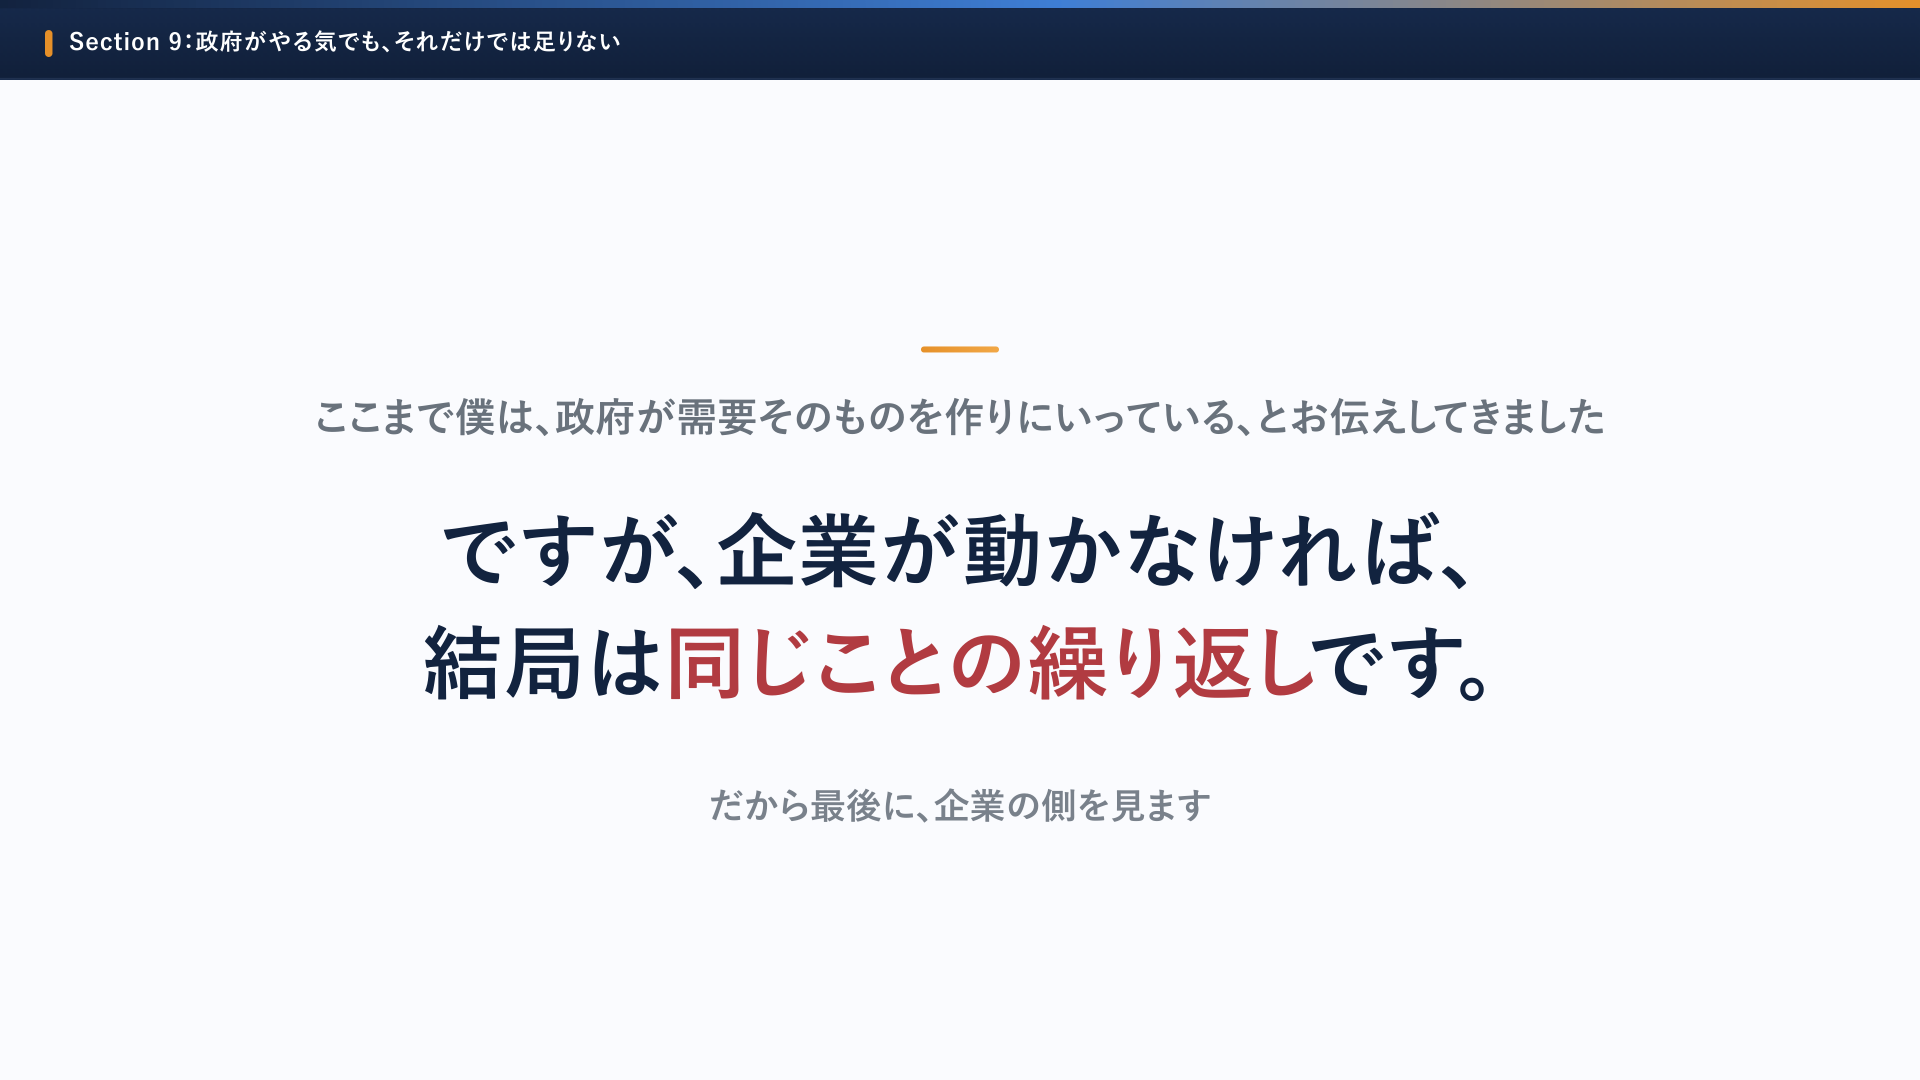 Section 9：政府がやる気でも、それだけでは足りない
ここまで僕は、政府が需要そのものを作りにいっている、とお伝えしてきました
ですが、企業が動かなければ、
結局は同じことの繰り返しです。
だから最後に、企業の側を見ます